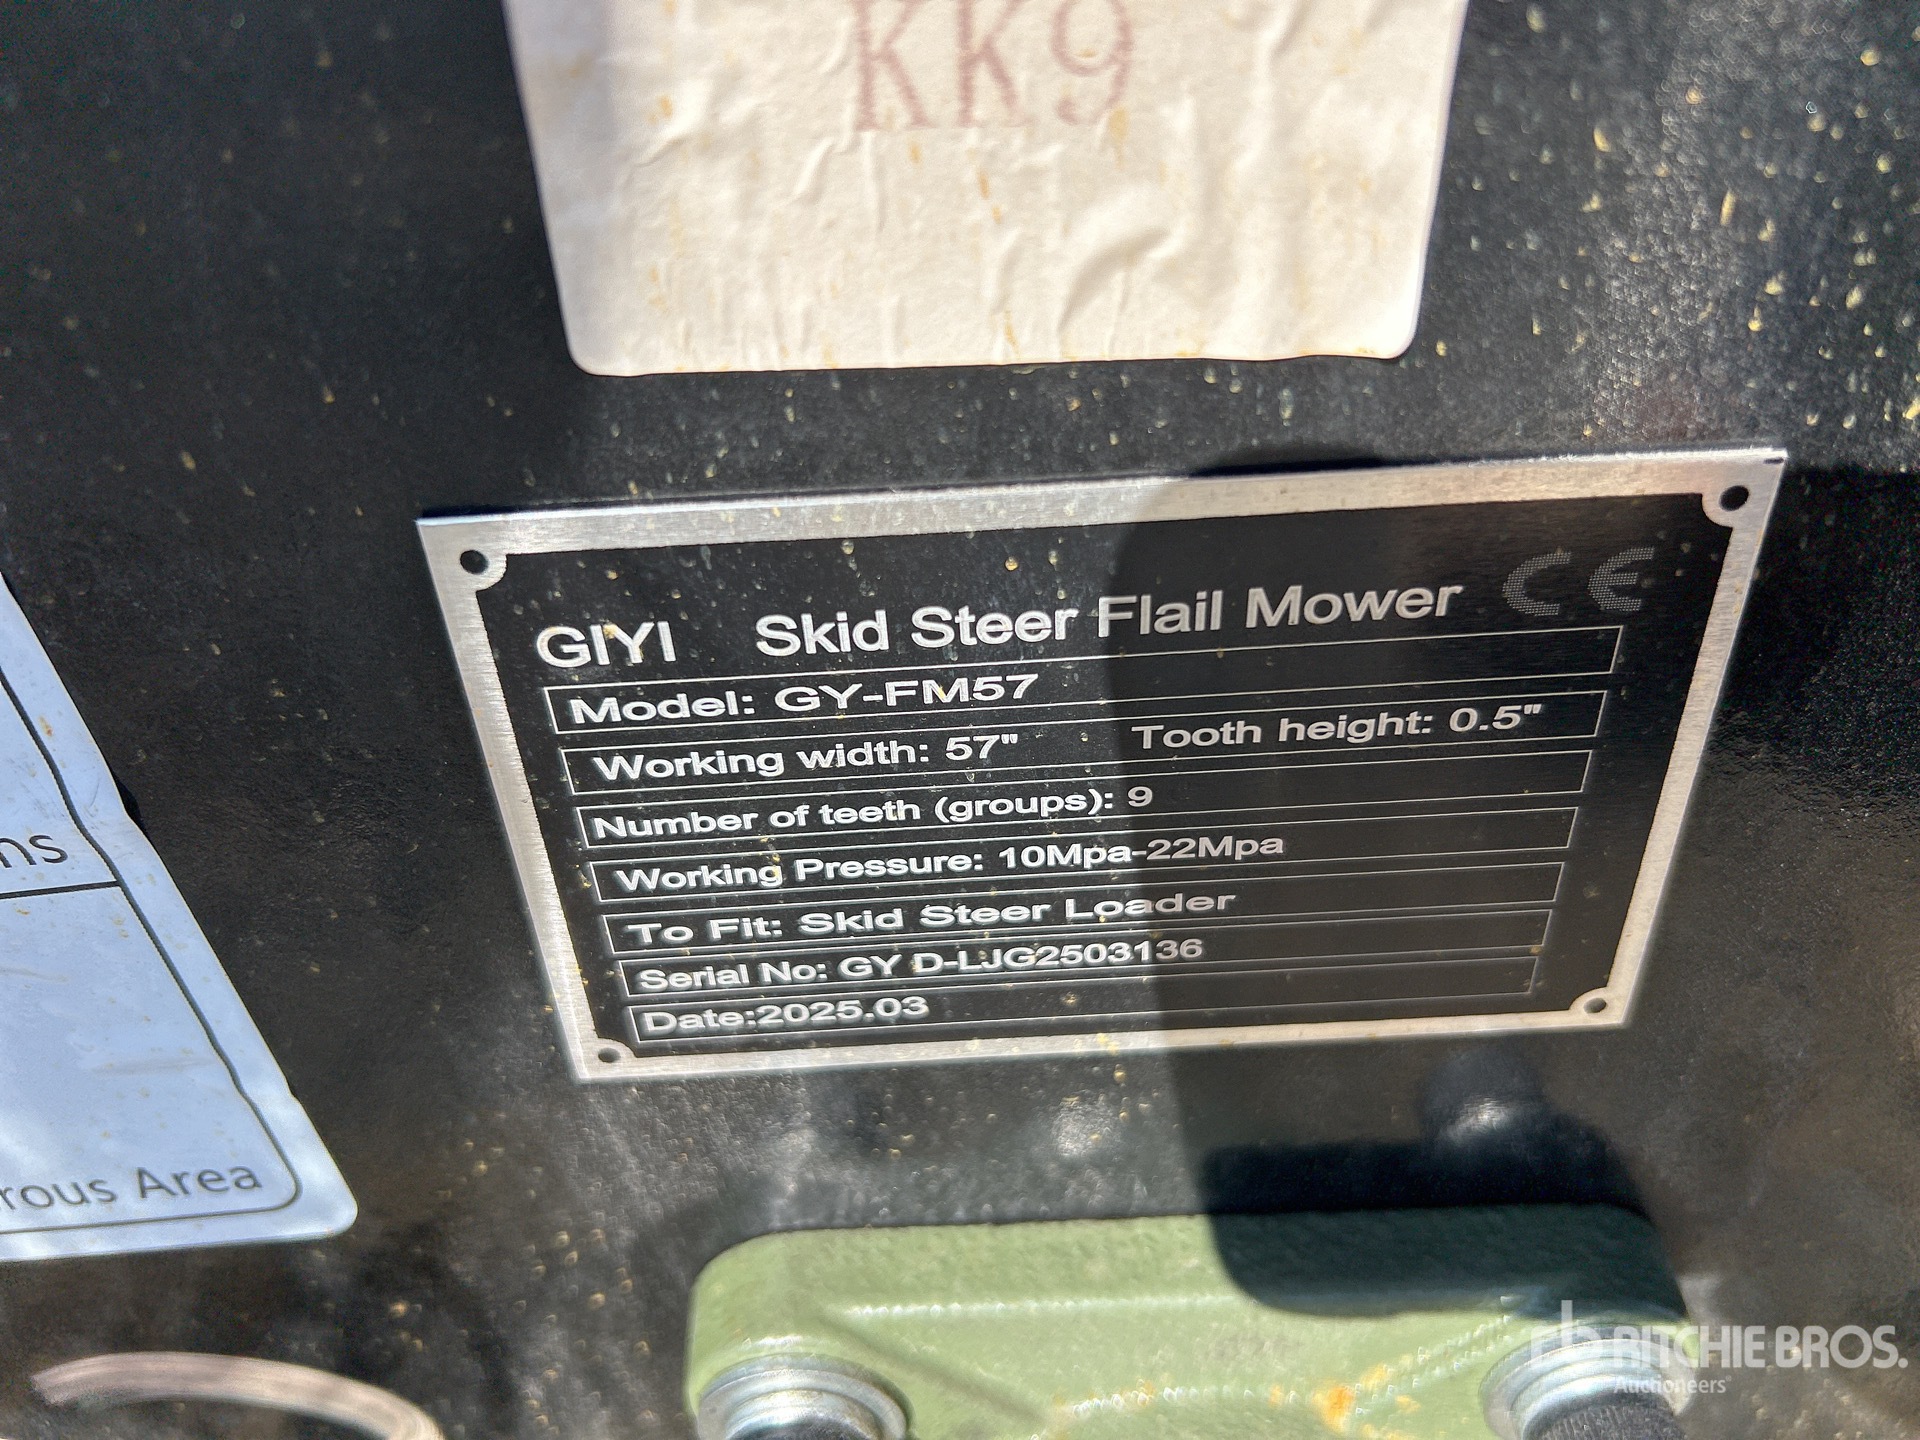 KK9
GIYI Skid Steer Flail Mower CE
Model: GY-FM57
Working width: 57" Tooth height: 0.5"
Number of teeth (groups): 9
Working Pressure: 10Mpa-22Mpa
To Fit: Skid Steer Loader
Serial No: GY D-LJG2503136
Date:2025.03
ns
rous Area
rb RITCHIE BROS.
Auctioneers